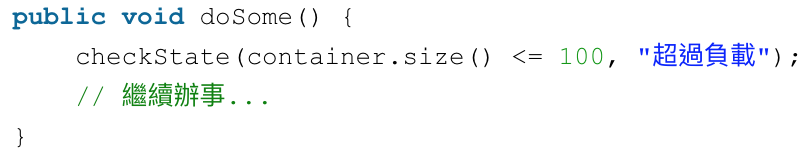 public void doSome() {
    checkState(container.size() <= 100, "超過負載");
    // 繼續辦事...
}